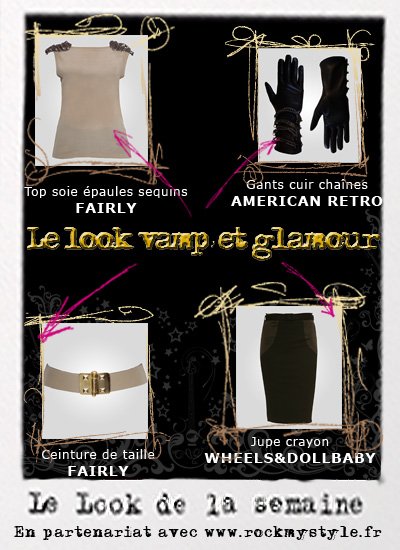 Top soie épaules sequins
FAIRLY
Gants cuir chaines
AMERICAN RETRO
Le look vamp et glamour
Ceinture de taille
FAIRLY
Jupe crayon
WHEELS&DOLLBABY
Le Look de la semaine
En partenariat avec www.rockmystyle.fr